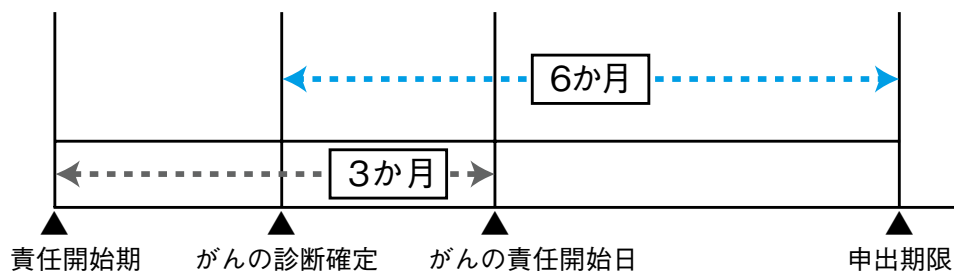 6か月
3か月
責任開始期
がんの診断確定
がんの責任開始日
申出期限